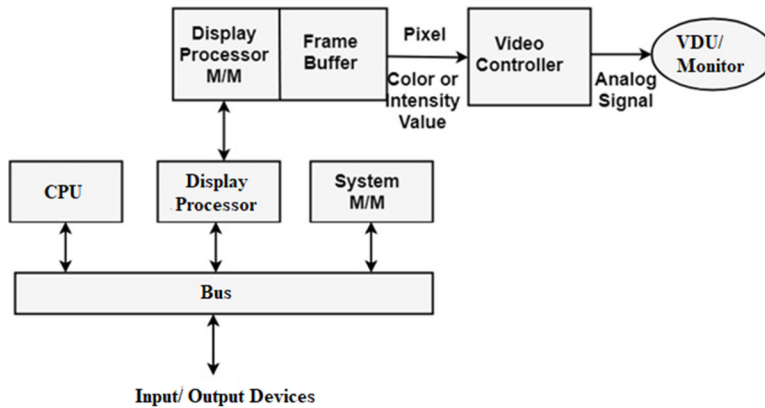 Display
Processor
M/M
Frame
Buffer
Pixel
Color or
Intensity
Value
Video
Controller
Analog
Signal
VDU/
Monitor
CPU
Display
Processor
System
M/M
Bus
Input/ Output Devices